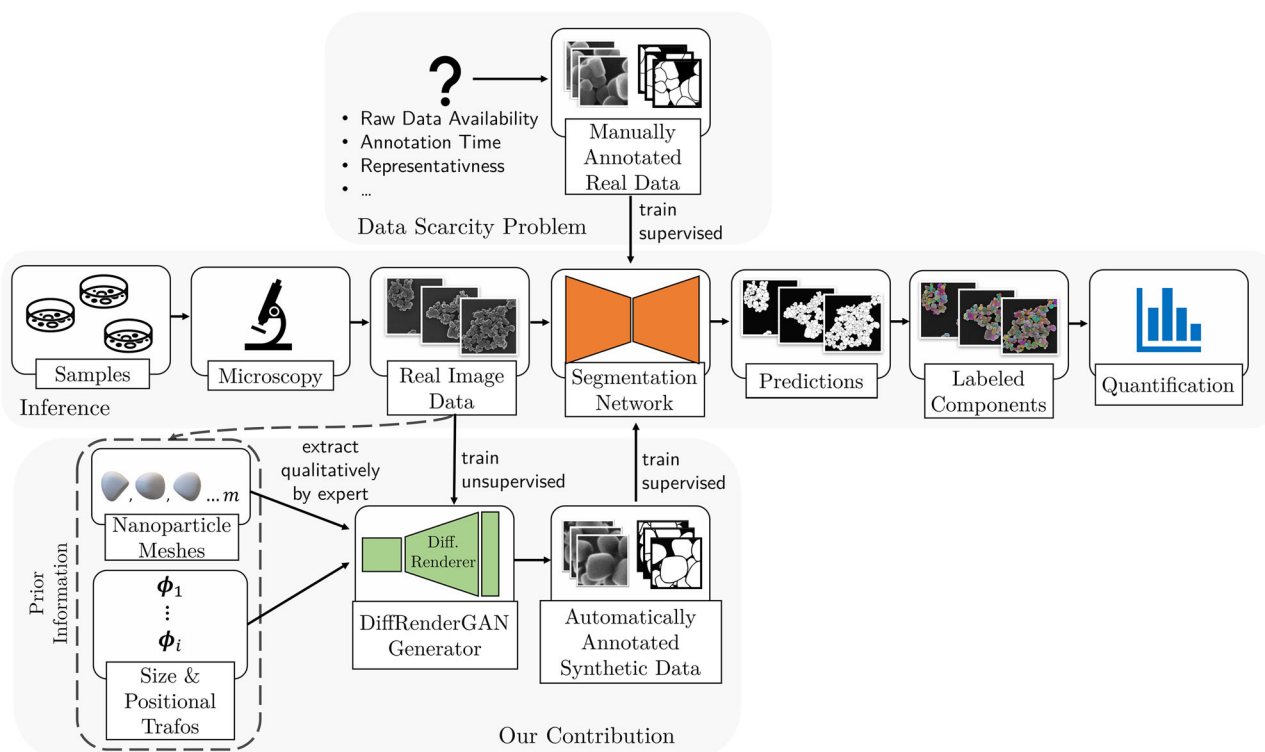 ?
• Raw Data Availability
• Annotation Time
• Representativness
• ...
Manually
Annotated
Real Data
Data Scarcity Problem
train
supervised
Samples
Microscopy
Real Image
Data
Segmentation
Network
Predictions
Labeled
Components
Quantification
Inference
extract
qualitatively
by expert
train
unsupervised
train
supervised
, , ...m
Nanoparticle
Meshes
Prior
Information
ϕ1
⋮
ϕi
Size &
Positional
Trafos
Diff.
Renderer
DiffRenderGAN
Generator
Automatically
Annotated
Synthetic Data
Our Contribution